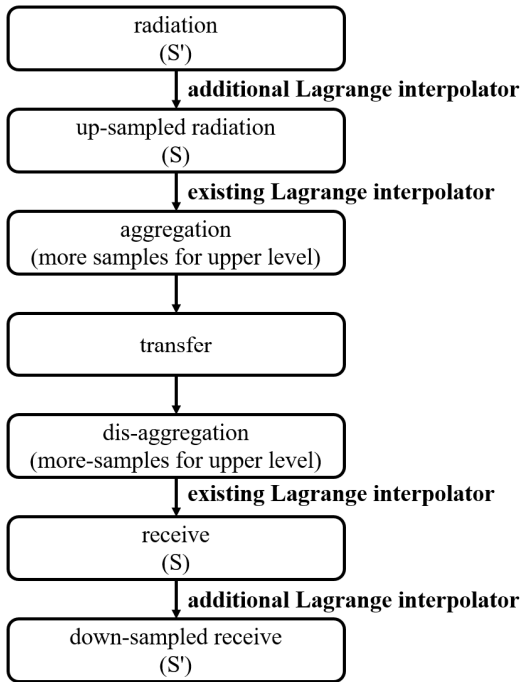 radiation
(S')
additional Lagrange interpolator
up-sampled radiation
(S)
existing Lagrange interpolator
aggregation
(more samples for upper level)
transfer
dis-aggregation
(more-samples for upper level)
existing Lagrange interpolator
receive
(S)
additional Lagrange interpolator
down-sampled receive
(S')